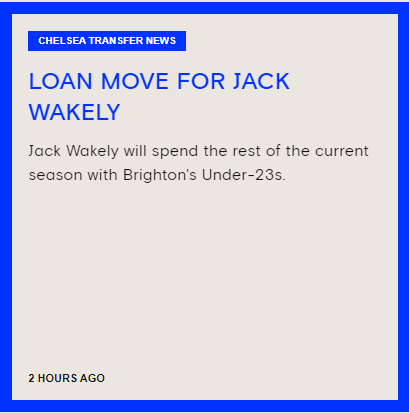 CHELSEA TRANSFER NEWS
LOAN MOVE FOR JACK
WAKELY
Jack Wakely will spend the rest of the current
season with Brighton's Under-23s.
2 HOURS AGO